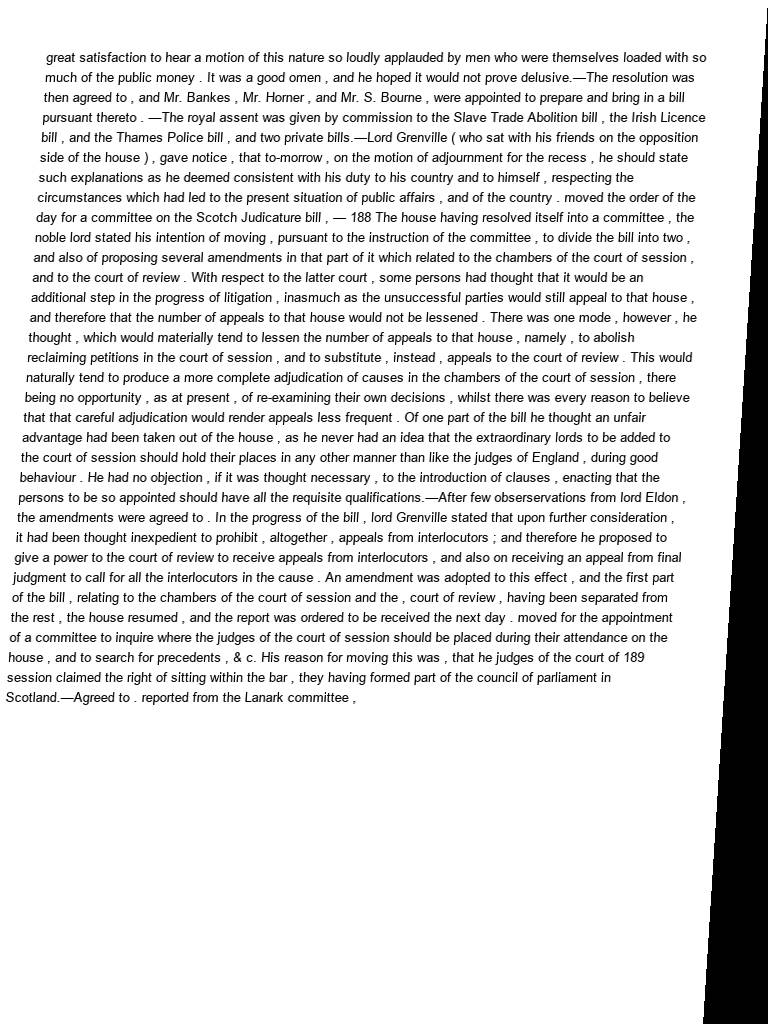 great satisfaction to hear a motion of this nature so loudly applauded by men who were themselves loaded with so
much of the public money . It was a good omen , and he hoped it would not prove delusive.—The resolution was
then agreed to , and Mr. Bankes , Mr. Horner , and Mr. S. Bourne , were appointed to prepare and bring in a bill
pursuant thereto . —The royal assent was given by commission to the Slave Trade Abolition bill , the Irish Licence
bill , and the Thames Police bill , and two private bills.—Lord Grenville ( who sat with his friends on the opposition
side of the house ) , gave notice , that to-morrow , on the motion of adjournment for the recess , he should state
such explanations as he deemed consistent with his duty to his country and to himself , respecting the
circumstances which had led to the present situation of public affairs , and of the country . moved the order of the
day for a committee on the Scotch Judicature bill , — 188 The house having resolved itself into a committee , the
noble lord stated his intention of moving , pursuant to the instruction of the committee , to divide the bill into two ,
and also of proposing several amendments in that part of it which related to the chambers of the court of session ,
and to the court of review . With respect to the latter court , some persons had thought that it would be an
additional step in the progress of litigation , inasmuch as the unsuccessful parties would still appeal to that house ,
and therefore that the number of appeals to that house would not be lessened . There was one mode , however , he
thought , which would materially tend to lessen the number of appeals to that house , namely , to abolish
reclaiming petitions in the court of session , and to substitute , instead , appeals to the court of review . This would
naturally tend to produce a more complete adjudication of causes in the chambers of the court of session , there
being no opportunity , as at present , of re-examining their own decisions , whilst there was every reason to believe
that that careful adjudication would render appeals less frequent . Of one part of the bill he thought an unfair
advantage had been taken out of the house , as he never had an idea that the extraordinary lords to be added to
the court of session should hold their places in any other manner than like the judges of England , during good
behaviour . He had no objection , if it was thought necessary , to the introduction of clauses , enacting that the
persons to be so appointed should have all the requisite qualifications.—After few obserservations from lord Eldon ,
the amendments were agreed to . In the progress of the bill , lord Grenville stated that upon further consideration ,
it had been thought inexpedient to prohibit , altogether , appeals from interlocutors ; and therefore he proposed to
give a power to the court of review to receive appeals from interlocutors , and also on receiving an appeal from final
judgment to call for all the interlocutors in the cause . An amendment was adopted to this effect , and the first part
of the bill , relating to the chambers of the court of session and the , court of review , having been separated from
the rest , the house resumed , and the report was ordered to be received the next day . moved for the appointment
of a committee to inquire where the judges of the court of session should be placed during their attendance on the
house , and to search for precedents , & c. His reason for moving this was , that he judges of the court of 189
session claimed the right of sitting within the bar , they having formed part of the council of parliament in
Scotland.—Agreed to . reported from the Lanark committee ,